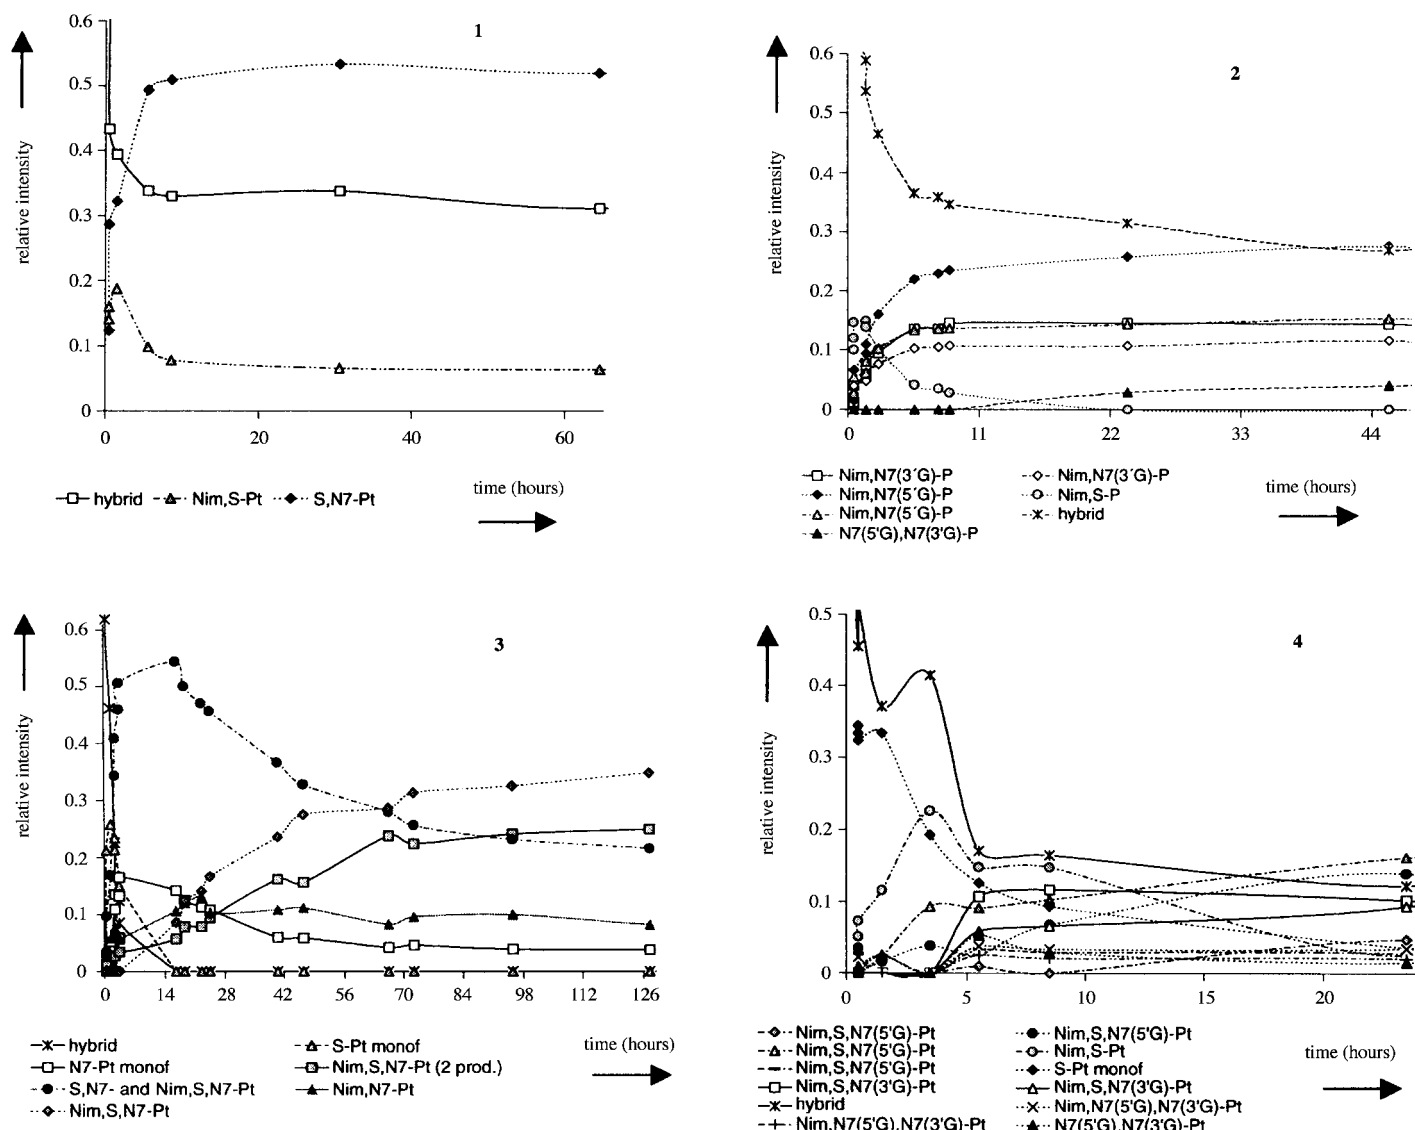 1
0.6
0.5
0.4
0.3
0.2
0.1
0
relative intensity
0 20 40 60
time (hours)
hybrid Nim,S-Pt S,N7-Pt
2
0.6
0.5
0.4
0.3
0.2
0.1
0
relative intensity
0 11 22 33 44
Nim,N7(3´G)-P Nim,N7(3´G)-P
Nim,N7(5´G)-P Nim,S-P
Nim,N7(5´G)-P hybrid
N7(5'G),N7(3'G)-P
time (hours)
3
0.6
0.5
0.4
0.3
0.2
0.1
0
relative intensity
0 14 28 42 56 70 84 98 112 126
hybrid S-Pt monof
N7-Pt monof Nim,S,N7-Pt (2 prod.)
S,N7- and Nim,S,N7-Pt Nim,N7-Pt
Nim,S,N7-Pt
time (hours)
4
0.5
0.4
0.3
0.2
0.1
0
relative intensity
0 5 10 15 20
Nim,S,N7(5'G)-Pt Nim,S,N7(5'G)-Pt
Nim,S,N7(5'G)-Pt Nim,S-Pt
Nim,S,N7(5'G)-Pt S-Pt monof
Nim,S,N7(3'G)-Pt Nim,S,N7(3'G)-Pt
hybrid Nim,N7(5'G),N7(3'G)-Pt
Nim,N7(5'G),N7(3'G)-Pt N7(5'G),N7(3'G)-Pt
time (hours)